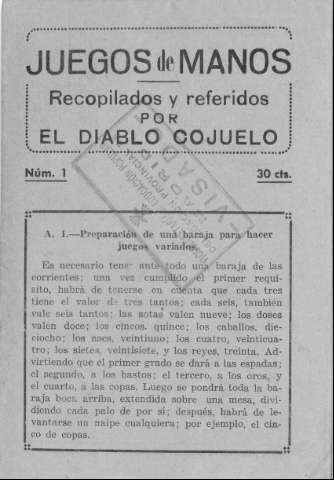 JUEGOS de MANOS
Recopilados y referidos
POR
EL DIABLO COJUELO
Núm. 1 30 cts.
A. 1.—Preparación de una baraja para hacer
juegos variados.
Es necesario tener ante todo una baraja de las
corrientes; una vez cumplido el primer requi-
sito, habrá de tenerse en cuenta que cada tres
tiene el valor de tres tantos; cada seis, también
vale seis tantos; las sotas valen nueve; los doses
valen doce; los cincos, quince; los caballos, die-
ciocho; los ases, veintiuno; los cuatro, veinticua-
tro; los sietes, veintisiete, y los reyes, treinta. Ad-
virtiendo que el primer grado se dará a las espadas;
el segundo, a los bastos; el tercero, a los oros, y
el cuarto, a las copas. Luego se pondrá toda la ba-
raja boca arriba, extendida sobre una mesa, divi-
diendo cada palo de por sí; después, habrá de le-
vantarse un naipe cualquiera; por ejemplo, el cin-
co de copas.